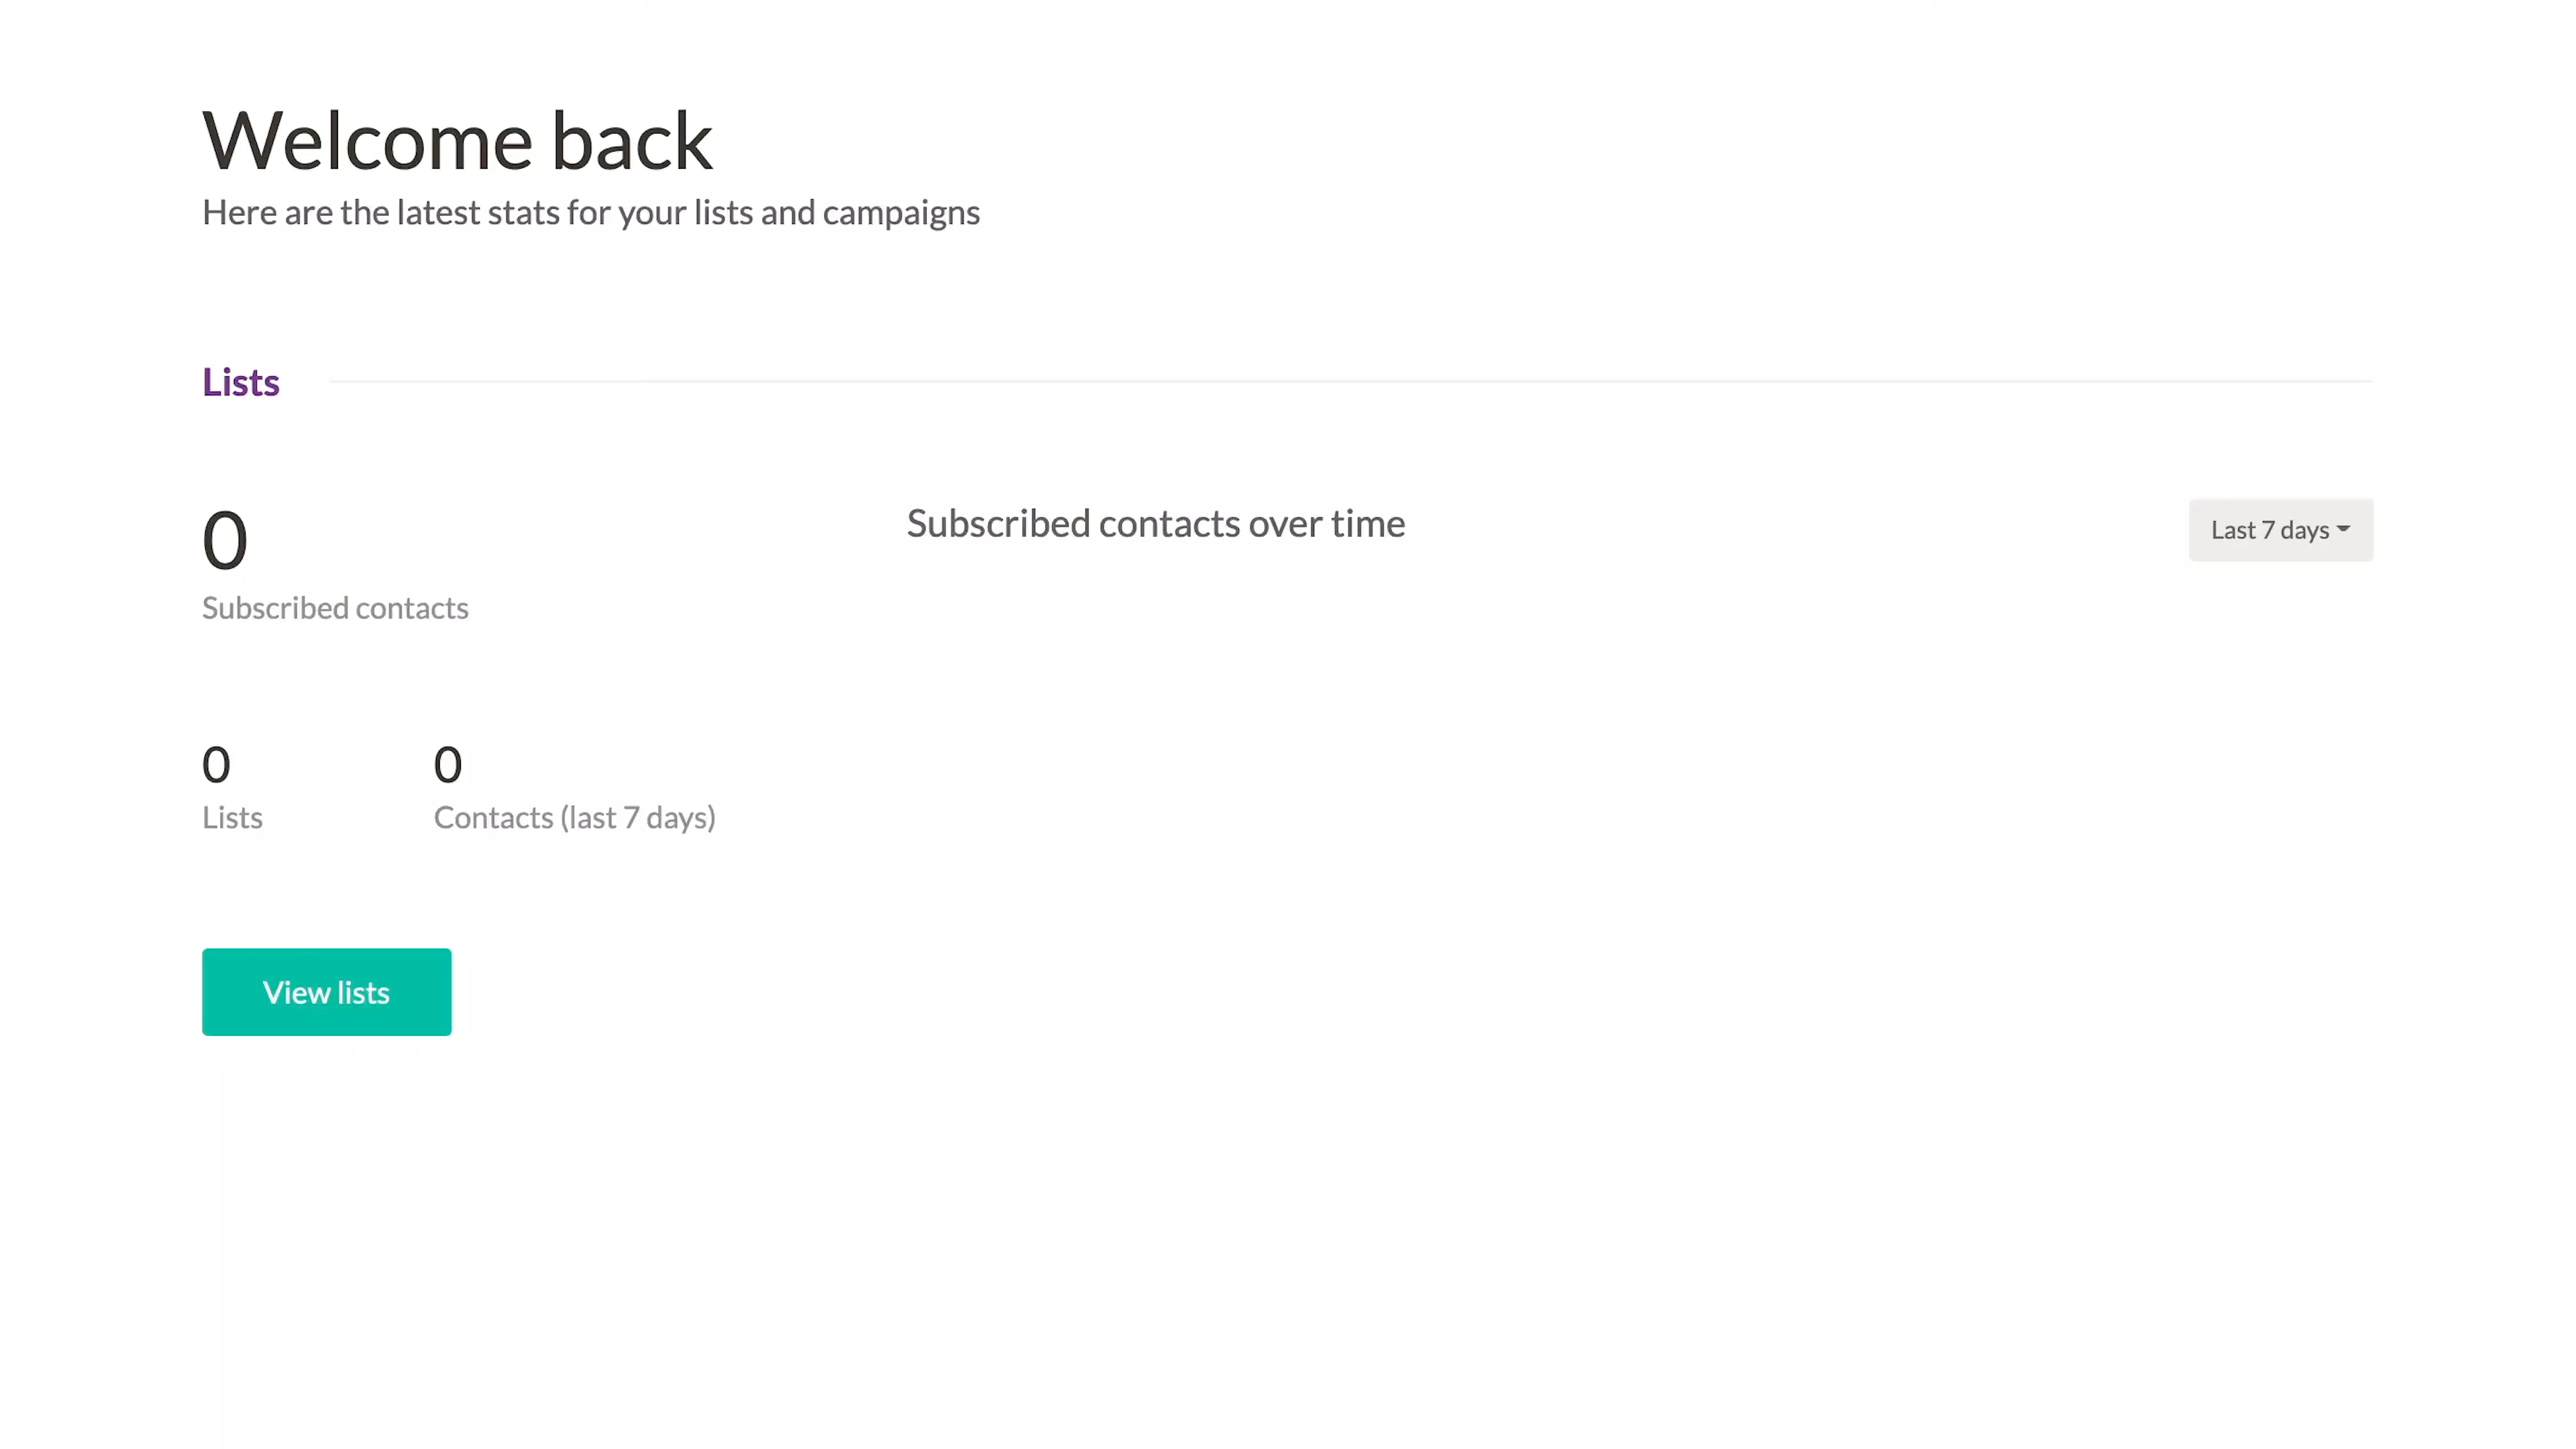 Welcome back
Here are the latest stats for your lists and campaigns
Lists
0
Subscribed contacts
Subscribed contacts over time
Last 7 days
0
Lists
0
Contacts (last 7 days)
View lists